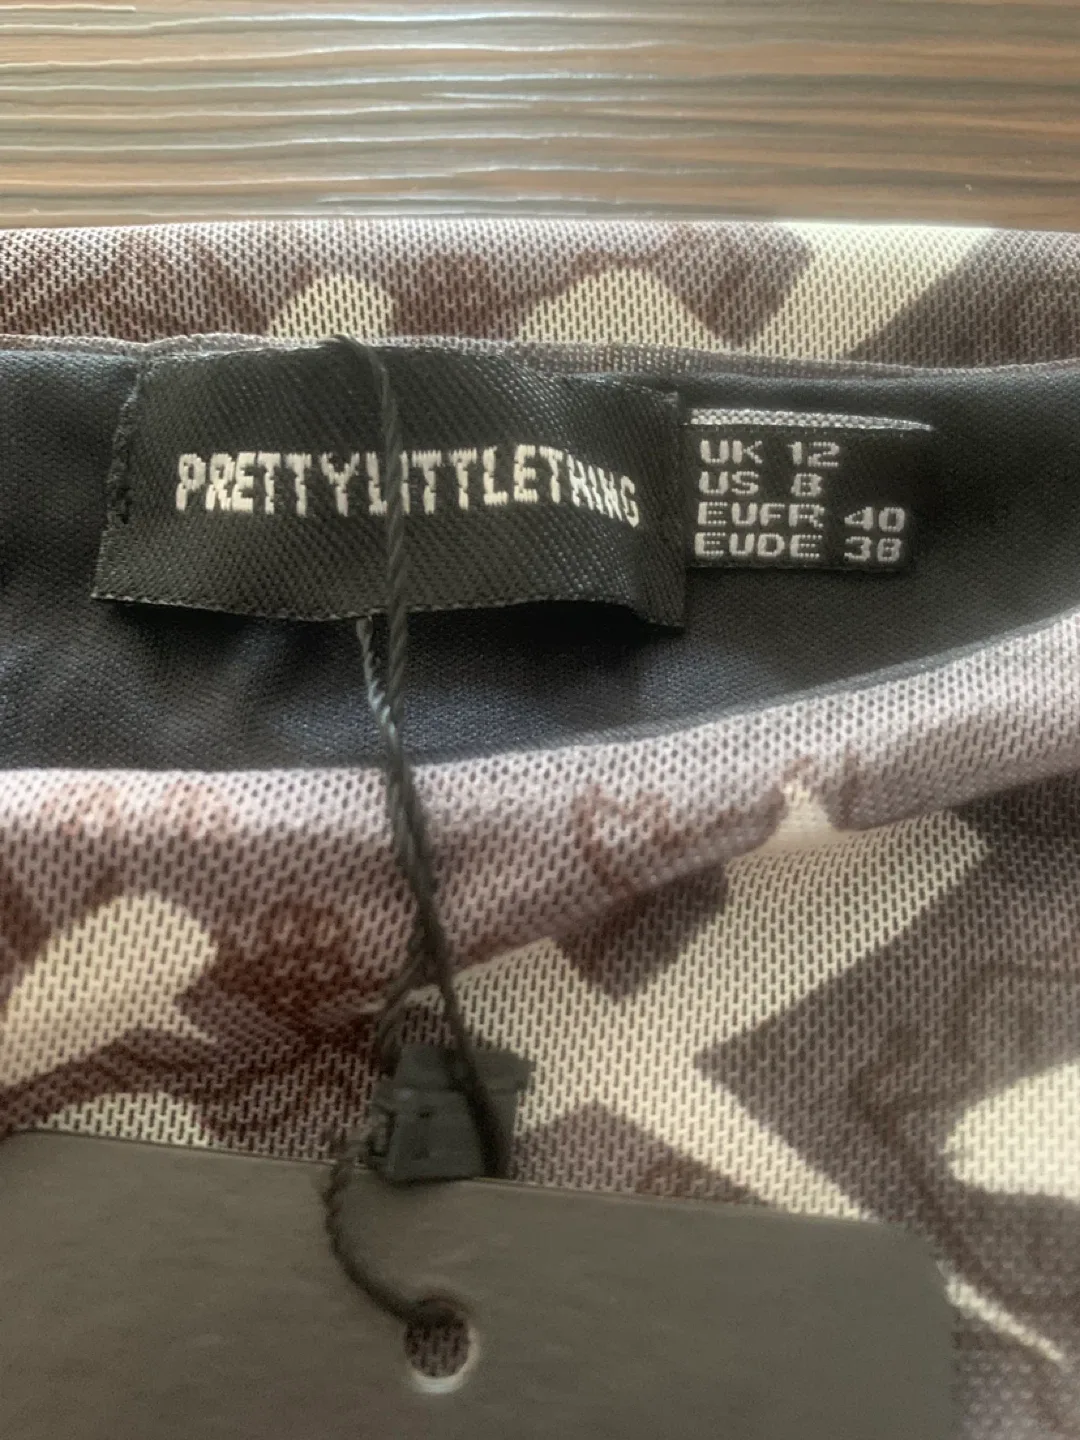 PRETTYLITTLETHING
UK 12
US 8
EUFR 40
EUDE 38